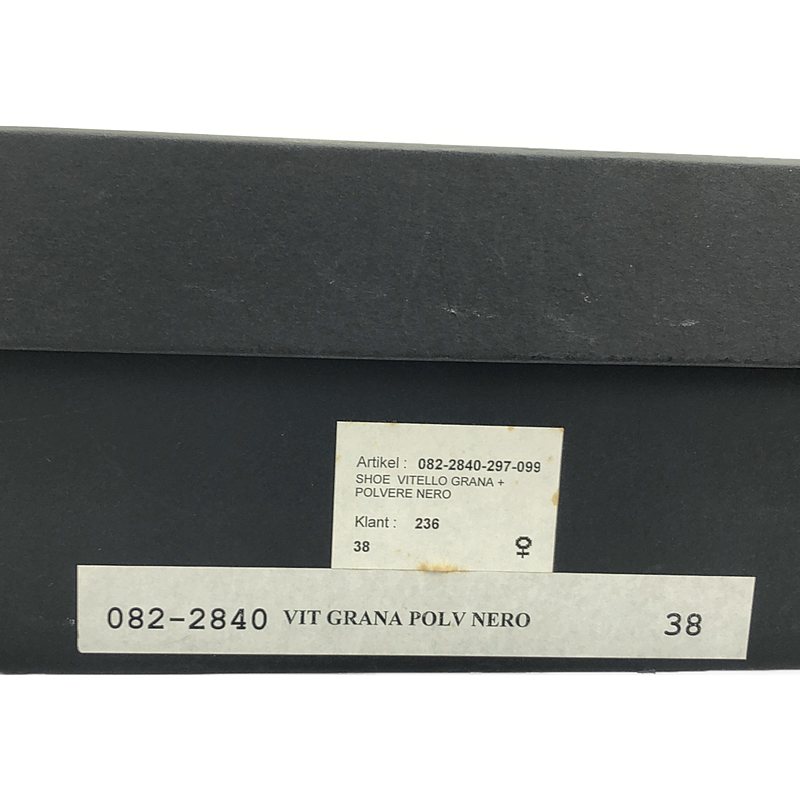 Artikel : 082-2840-297-099
SHOE VITELLO GRANA +
POLVERE NERO
Klant : 236
38 ♀
082-2840 VIT GRANA POLV NERO 38